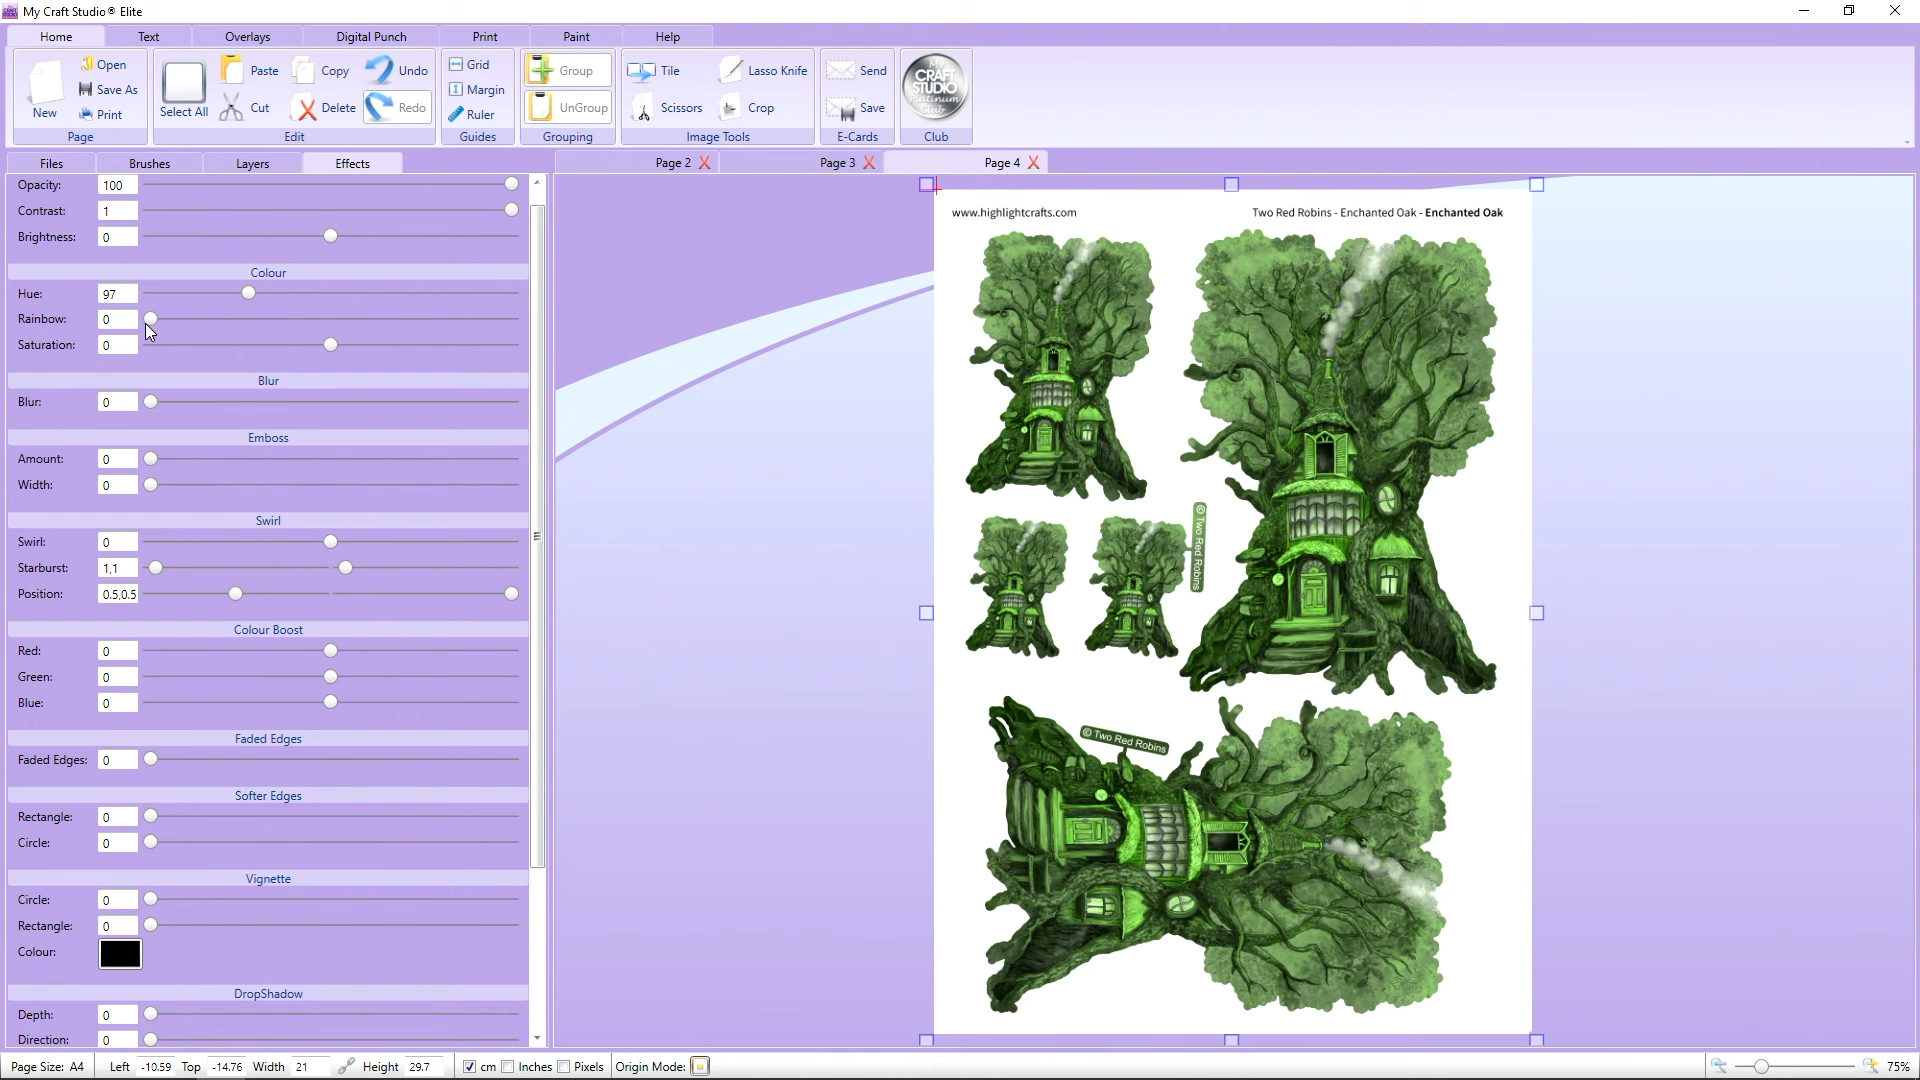 My Craft Studio® Elite
Home Text Overlays Digital Punch Print Paint Help
New Open Save As Print Page
Select All Paste Copy Undo Cut Delete Redo Edit
Grid Margin Ruler Guides
Group UnGroup Grouping
Tile Lasso Knife Scissors Crop Image Tools
Send Save E-Cards
My CRAFT STUDIO Platinum Club Club
Files Brushes Layers Effects
Page 2 Page 3 Page 4
Opacity: 100
Contrast: 1
Brightness: 0
Colour
Hue: 97
Rainbow: 0
Saturation: 0
Blur
Blur: 0
Emboss
Amount: 0
Width: 0
Swirl
Swirl: 0
Starburst: 1,1
Position: 0.5,0.5
Colour Boost
Red: 0
Green: 0
Blue: 0
Faded Edges
Faded Edges: 0
Softer Edges
Rectangle: 0
Circle: 0
Vignette
Circle: 0
Rectangle: 0
Colour:
DropShadow
Depth: 0
Direction: 0
www.highlightcrafts.com
Two Red Robins - Enchanted Oak - Enchanted Oak
© Two Red Robins
© Two Red Robins
Page Size: A4 Left -10.59 Top -14.76 Width 21 Height 29.7 cm Inches Pixels Origin Mode: 75%